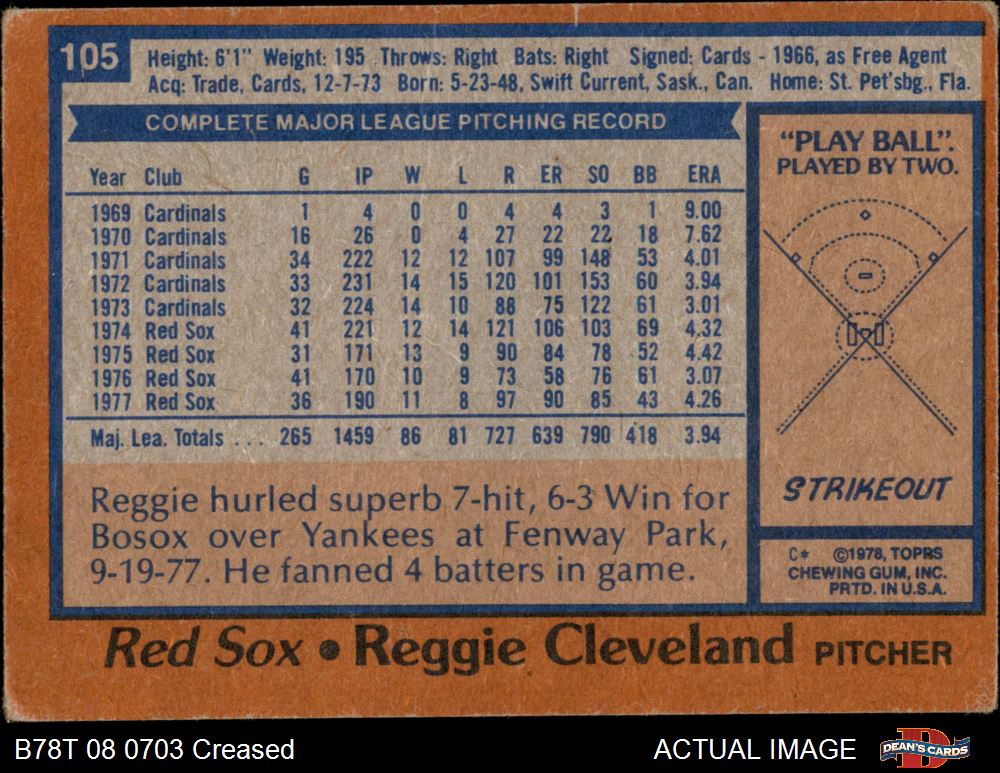 105
Height: 6'1" Weight: 195 Throws: Right Bats: Right Signed: Cards - 1966, as Free Agent
Acq: Trade, Cards, 12-7-73 Born: 5-23-48, Swift Current, Sask., Can. Home: St. Pet'sbg., Fla.
COMPLETE MAJOR LEAGUE PITCHING RECORD
Year Club G IP W L R ER SO BB ERA
1969 Cardinals 1 4 0 0 4 4 3 1 9.00
1970 Cardinals 16 26 0 4 27 22 22 18 7.62
1971 Cardinals 34 222 12 12 107 99 148 53 4.01
1972 Cardinals 33 231 14 15 120 101 153 60 3.94
1973 Cardinals 32 224 14 10 88 75 122 61 3.01
1974 Red Sox 41 221 12 14 121 106 103 69 4.32
1975 Red Sox 31 171 13 9 90 84 78 52 4.42
1976 Red Sox 41 170 10 9 73 58 76 61 3.07
1977 Red Sox 36 190 11 8 97 90 85 43 4.26
Maj. Lea. Totals . . . 265 1459 86 81 727 639 790 418 3.94
Reggie hurled superb 7-hit, 6-3 Win for
Bosox over Yankees at Fenway Park,
9-19-77. He fanned 4 batters in game.
"PLAY BALL".
PLAYED BY TWO.
STRIKEOUT
C* ©1978, TOPPS
CHEWING GUM, INC.
PRTD. IN U.S.A.
Red Sox • Reggie Cleveland PITCHER
B78T 08 0703 Creased
ACTUAL IMAGE
DEAN'S CARDS